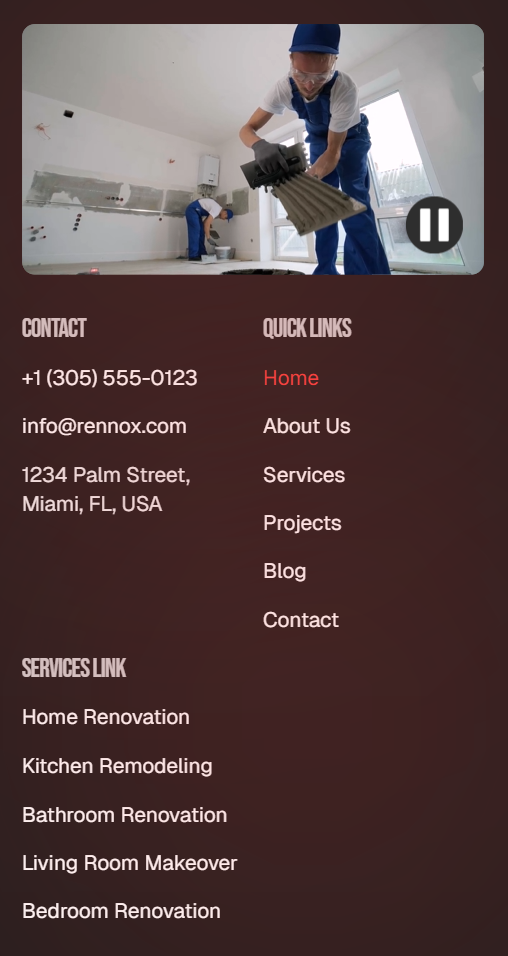 CONTACT
+1 (305) 555-0123
info@rennox.com
1234 Palm Street,
Miami, FL, USA
QUICK LINKS
Home
About Us
Services
Projects
Blog
Contact
SERVICES LINK
Home Renovation
Kitchen Remodeling
Bathroom Renovation
Living Room Makeover
Bedroom Renovation